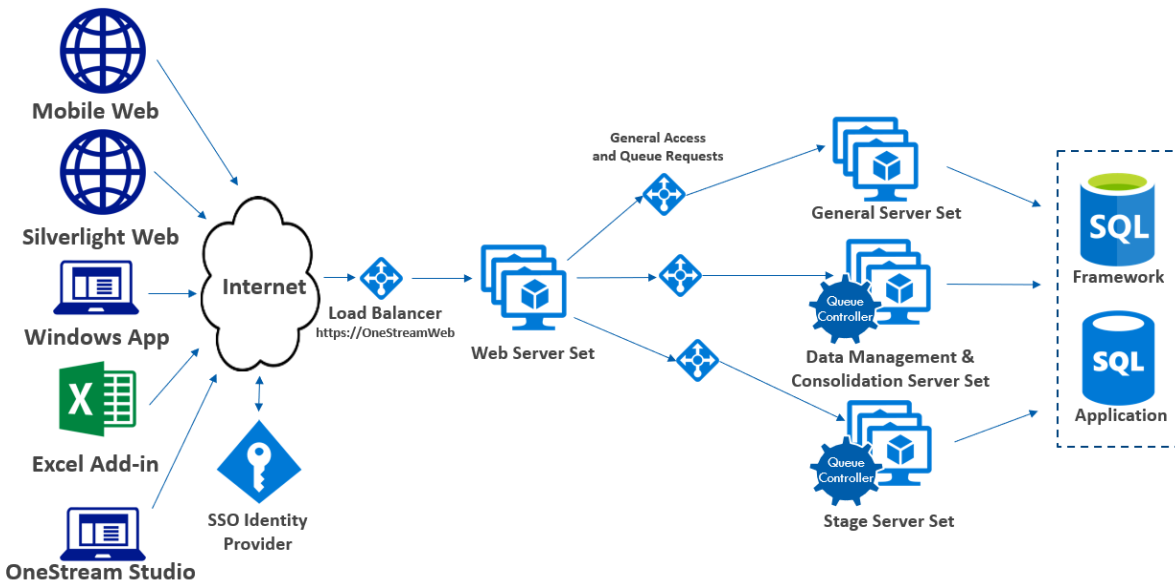 Mobile Web
Silverlight Web
Windows App
X
Excel Add-in
OneStream Studio
Internet
SSO Identity
Provider
Load Balancer
https://OneStreamWeb
Web Server Set
General Access
and Queue Requests
General Server Set
Queue
Controller
Data Management &
Consolidation Server Set
Queue
Controller
Stage Server Set
SQL
Framework
SQL
Application